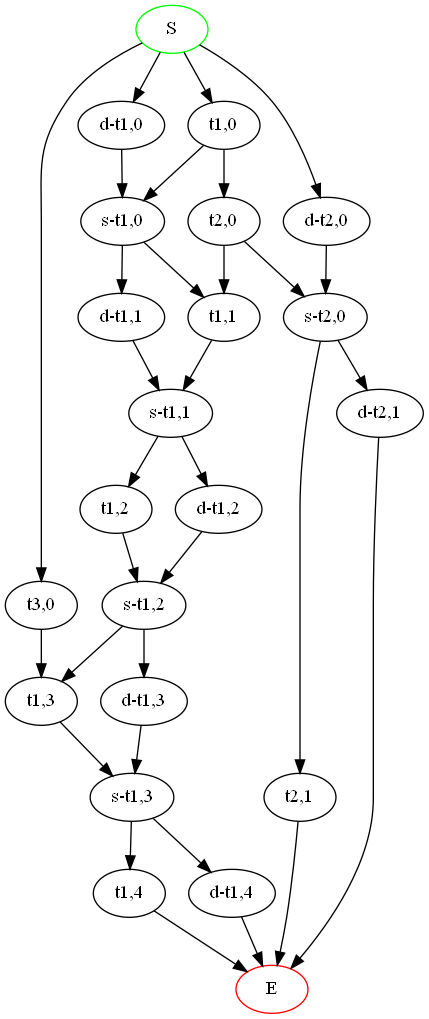 S
d-t1,0
t1,0
s-t1,0
t2,0
d-t2,0
d-t1,1
t1,1
s-t2,0
s-t1,1
d-t2,1
t1,2
d-t1,2
t3,0
s-t1,2
t1,3
d-t1,3
s-t1,3
t2,1
t1,4
d-t1,4
E